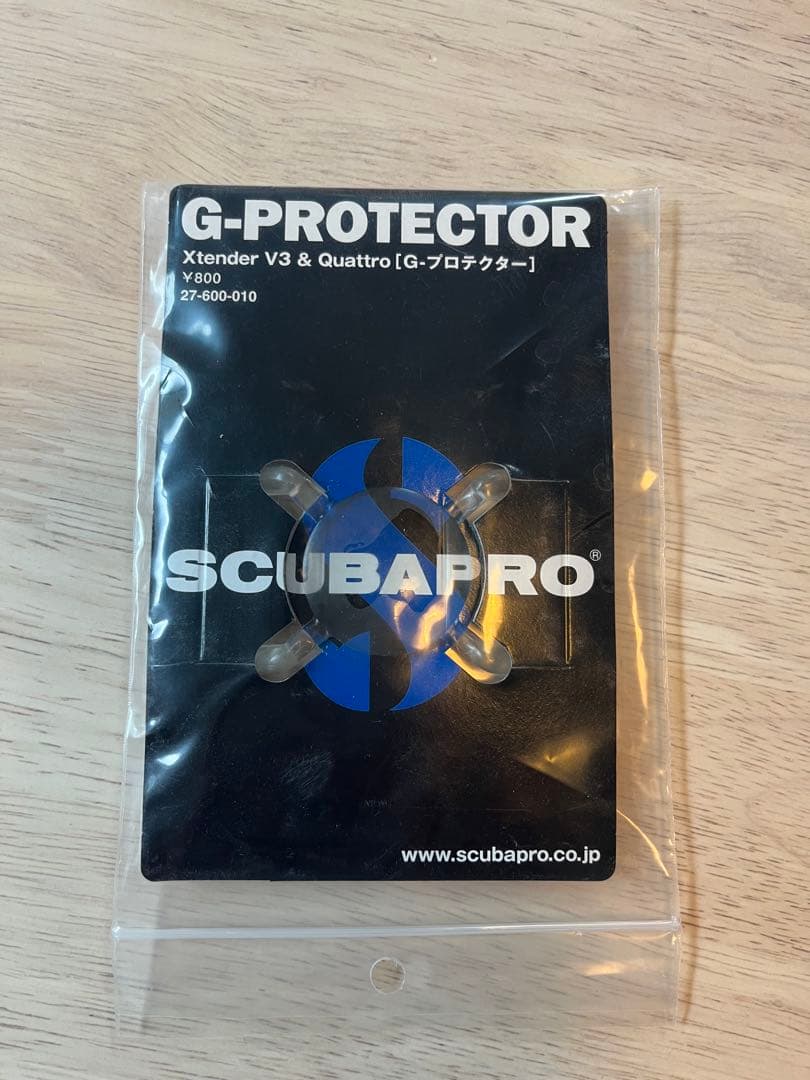 G-PROTECTOR
Xtender V3 & Quattro [G-プロテクター]
¥800
27-600-010
SCUBAPRO®
www.scubapro.co.jp